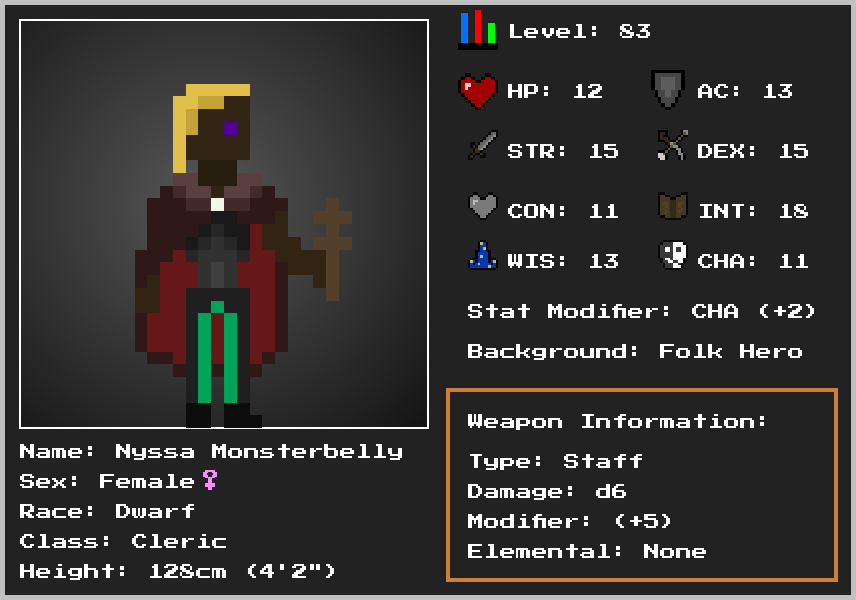 Level: 83
HP: 12
AC: 13
STR: 15
DEX: 15
CON: 11
INT: 18
WIS: 13
CHA: 11
Stat Modifier: CHA (+2)
Background: Folk Hero
Weapon Information:
Type: Staff
Damage: d6
Modifier: (+5)
Elemental: None
Name: Nyssa Monsterbelly
Sex: Female♀
Race: Dwarf
Class: Cleric
Height: 128cm (4'2")